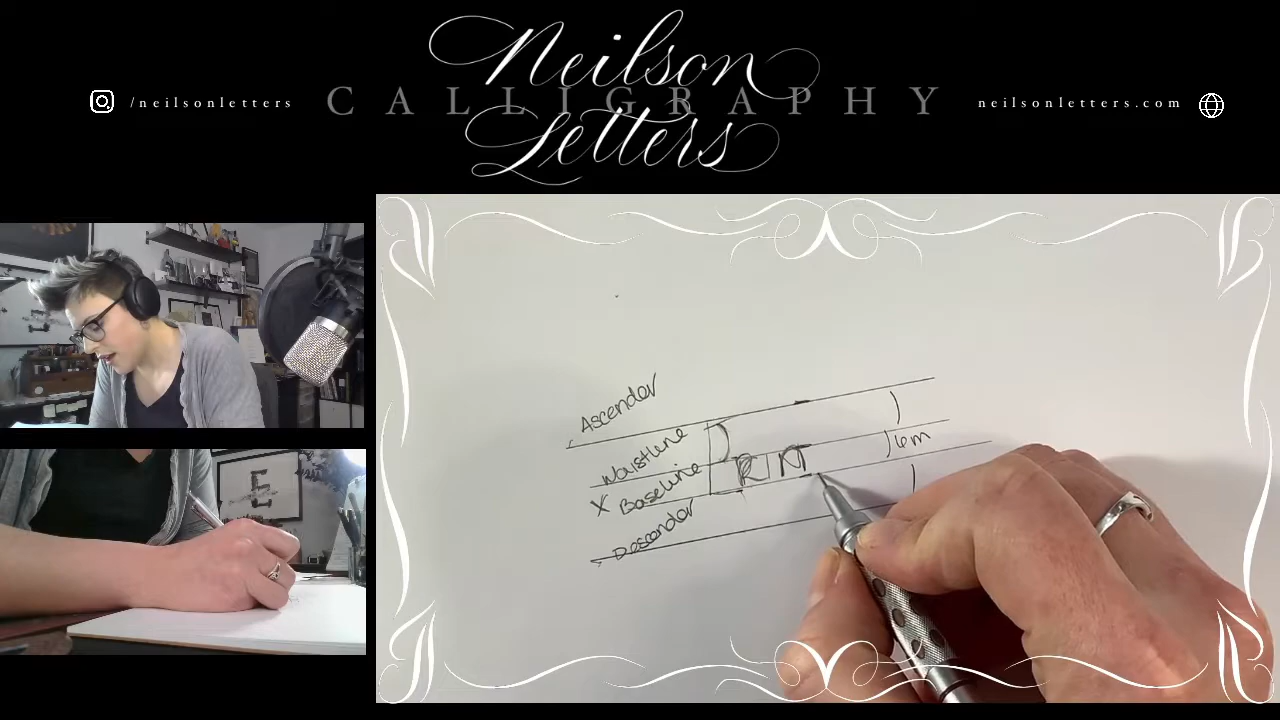 Neilson
CALLIGRAPHY
Letters
/neilsonletters
neilsonletters.com
Ascender
Waistline
X Baseline
Descender
6m